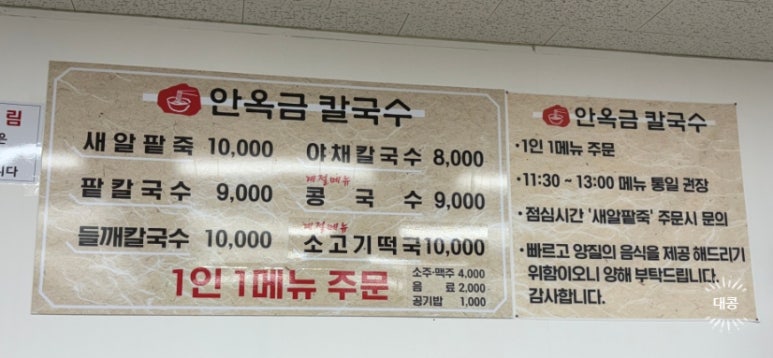 림
은
니다
안옥금 칼국수
새알팥죽 10,000
야채칼국수 8,000
팥칼국수 9,000
계절메뉴
콩국수 9,000
들깨칼국수 10,000
계절메뉴
소고기떡국 10,000
1인 1메뉴 주문
소주·맥주 4,000
음료 2,000
공기밥 1,000
안옥금 칼국수
·1인 1메뉴 주문
·11:30 ~ 13:00 메뉴 통일 권장
·점심시간 '새알팥죽' 주문시 문의
·빠르고 양질의 음식을 제공 해드리기
위함이오니 양해 부탁드립니다.
감사합니다.
대콩